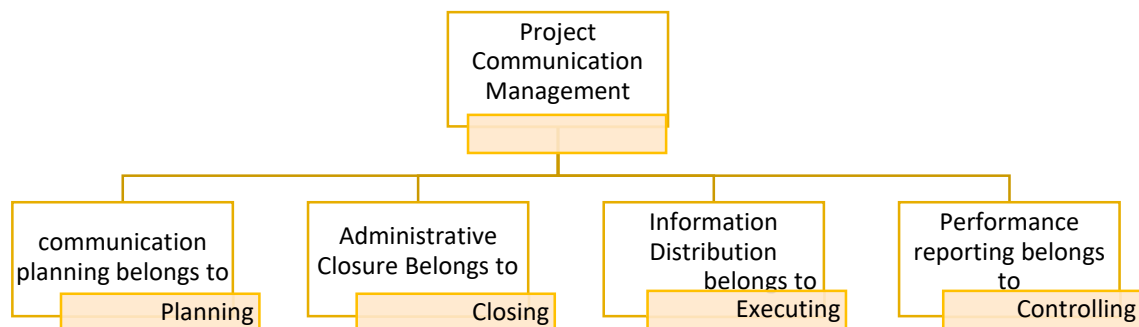 Project
Communication
Management
communication
planning belongs to
Planning
Administrative
Closure Belongs to
Closing
Information
Distribution
belongs to
Executing
Performance
reporting belongs
to
Controlling